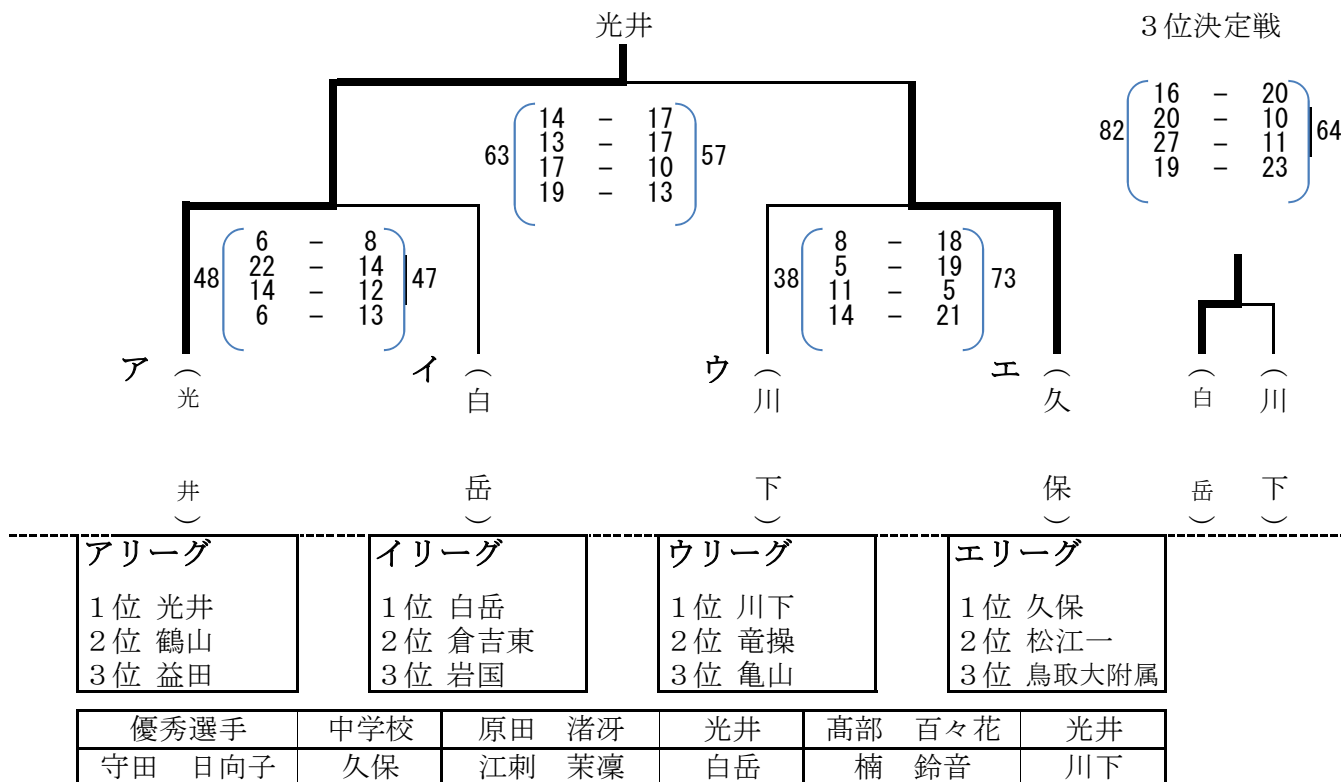 光井
３位決定戦
63 57
14 － 17
13 － 17
17 － 10
19 － 13
82 64
16 － 20
20 － 10
27 － 11
19 － 23
48 47
6 － 8
22 － 14
14 － 12
6 － 13
38 73
8 － 18
5 － 19
11 － 5
14 － 21
ア （光井）
イ （白岳）
ウ （川下）
エ （久保）
（白岳）
（川下）
アリーグ
１位 光井
２位 鶴山
３位 益田
イリーグ
１位 白岳
２位 倉吉東
３位 岩国
ウリーグ
１位 川下
２位 竜操
３位 亀山
エリーグ
１位 久保
２位 松江一
３位 鳥取大附属
優秀選手 中学校 原田　渚冴 光井 髙部　百々花 光井
守田　日向子 久保 江刺　茉凜 白岳 楠　鈴音 川下